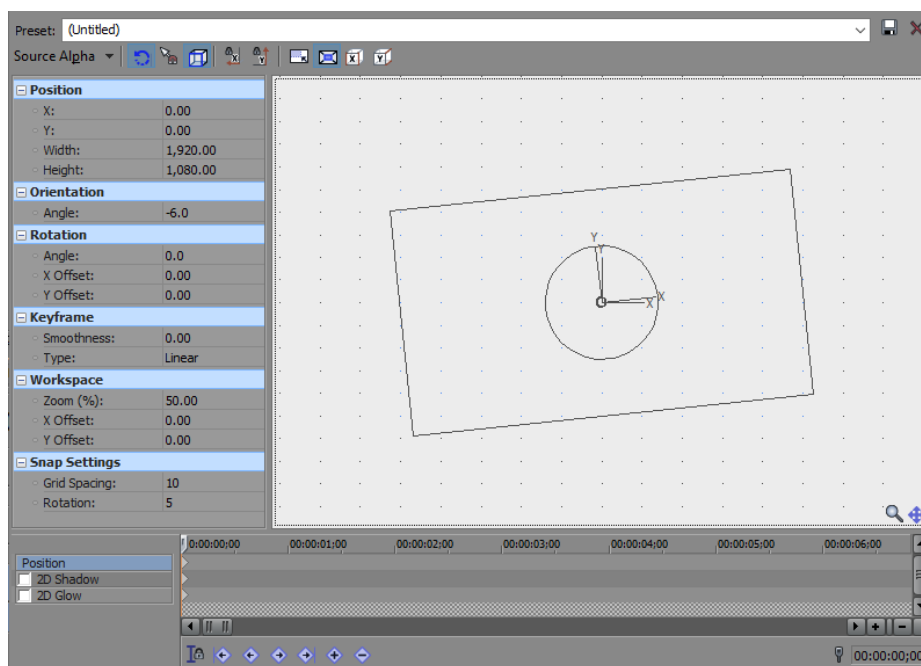 Preset: (Untitled)
Source Alpha
Position
X: 0.00
Y: 0.00
Width: 1,920.00
Height: 1,080.00
Orientation
Angle: -6.0
Rotation
Angle: 0.0
X Offset: 0.00
Y Offset: 0.00
Keyframe
Smoothness: 0.00
Type: Linear
Workspace
Zoom (%): 50.00
X Offset: 0.00
Y Offset: 0.00
Snap Settings
Grid Spacing: 10
Rotation: 5
Y
Y
X
X
0:00:00;00 00:00:01;00 00:00:02;00 00:00:03;00 00:00:04;00 00:00:05;00 00:00:06;00
Position
2D Shadow
2D Glow
00:00:00;00